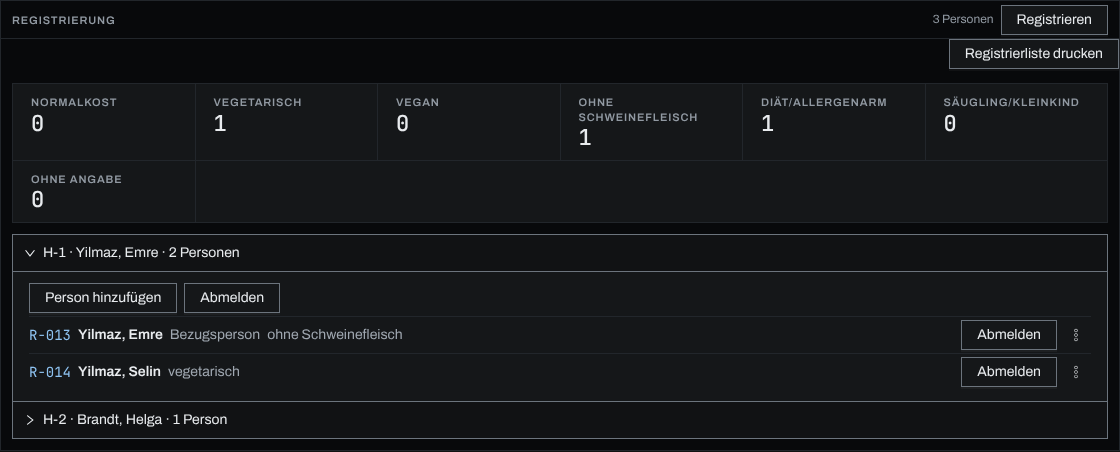 REGISTRIERUNG
3 Personen
Registrieren
Registrierliste drucken
NORMALKOST
0
VEGETARISCH
1
VEGAN
0
OHNE
SCHWEINEFLEISCH
1
DIÄT/ALLERGENARM
1
SÄUGLING/KLEINKIND
0
OHNE ANGABE
0
H-1 · Yilmaz, Emre · 2 Personen
Person hinzufügen
Abmelden
R-013 Yilmaz, Emre Bezugsperson ohne Schweinefleisch
Abmelden
R-014 Yilmaz, Selin vegetarisch
Abmelden
H-2 · Brandt, Helga · 1 Person